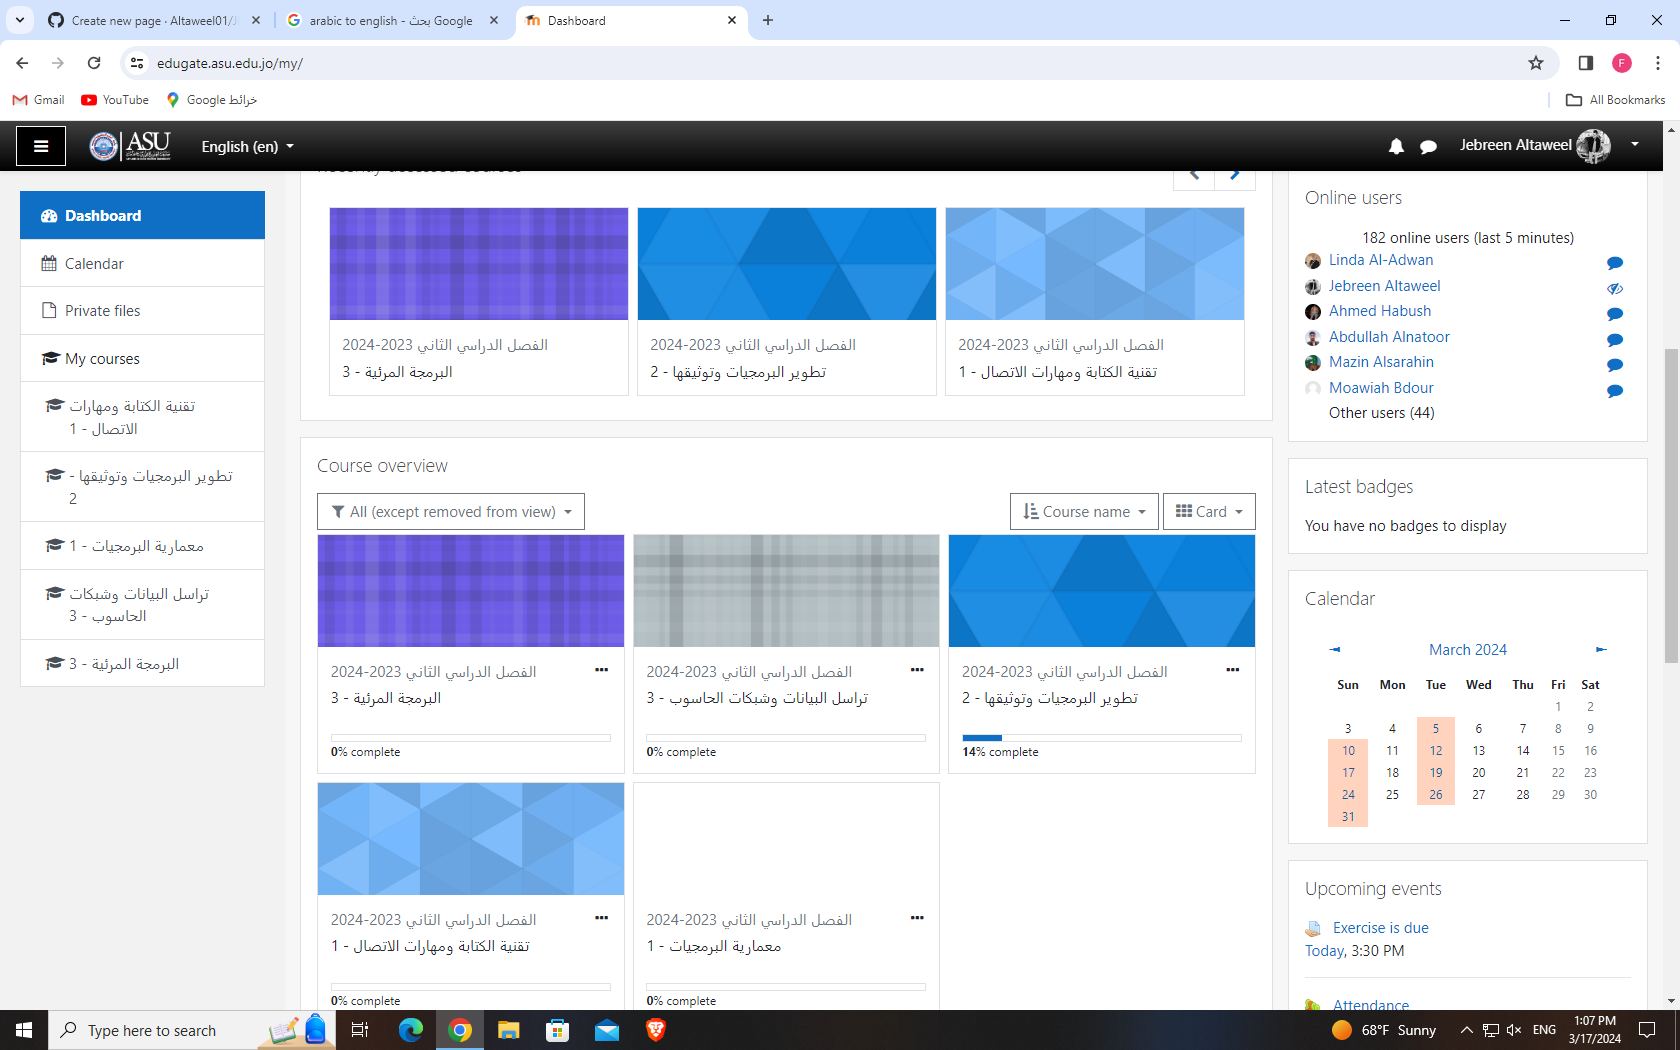 Create new page · Altaweel01/J
arabic to english - بحث Google
Dashboard
edugate.asu.edu.jo/my/
F
Gmail
YouTube
خرائط Google
All Bookmarks
ASU
English (en)
Jebreen Altaweel
Dashboard
Calendar
Private files
My courses
تقنية الكتابة ومهارات
الاتصال - 1
تطوير البرمجيات وتوثيقها -
2
معمارية البرمجيات - 1
تراسل البيانات وشبكات
الحاسوب - 3
البرمجة المرئية - 3
Recently accessed courses
الفصل الدراسي الثاني 2023-2024
البرمجة المرئية - 3
الفصل الدراسي الثاني 2023-2024
تطوير البرمجيات وتوثيقها - 2
الفصل الدراسي الثاني 2023-2024
تقنية الكتابة ومهارات الاتصال - 1
Course overview
All (except removed from view)
Course name
Card
الفصل الدراسي الثاني 2023-2024
البرمجة المرئية - 3
0% complete
الفصل الدراسي الثاني 2023-2024
تراسل البيانات وشبكات الحاسوب - 3
0% complete
الفصل الدراسي الثاني 2023-2024
تطوير البرمجيات وتوثيقها - 2
14% complete
الفصل الدراسي الثاني 2023-2024
تقنية الكتابة ومهارات الاتصال - 1
0% complete
الفصل الدراسي الثاني 2023-2024
معمارية البرمجيات - 1
0% complete
Online users
182 online users (last 5 minutes)
Linda Al-Adwan
Jebreen Altaweel
Ahmed Habush
Abdullah Alnatoor
Mazin Alsarahin
Moawiah Bdour
Other users (44)
Latest badges
You have no badges to display
Calendar
March 2024
Sun Mon Tue Wed Thu Fri Sat
1 2
3 4 5 6 7 8 9
10 11 12 13 14 15 16
17 18 19 20 21 22 23
24 25 26 27 28 29 30
31
Upcoming events
Exercise is due
Today, 3:30 PM
Attendance
Type here to search
68°F Sunny
ENG
1:07 PM
3/17/2024